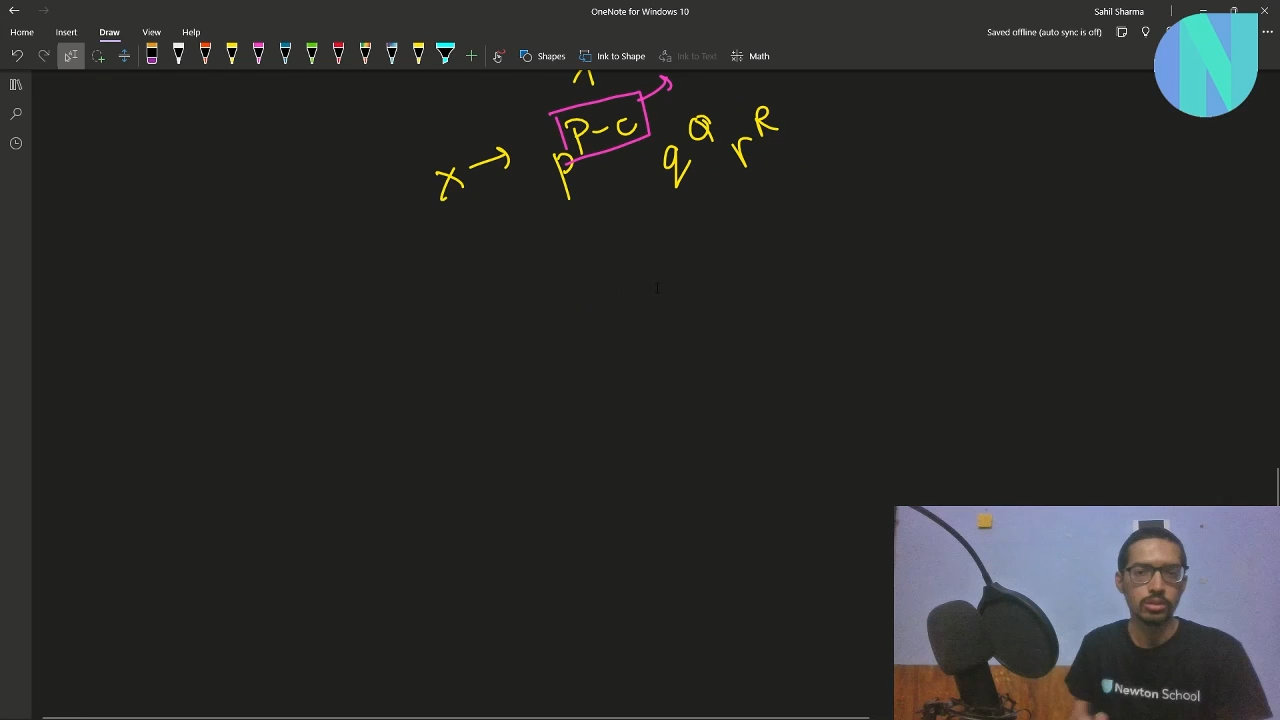 OneNote for Windows 10
Sahil Sharma
Home Insert Draw View Help
Saved offline (auto sync is off)
Shapes Ink to Shape Ink to Text Math
x → p^{P-c} q^Q r^R
Newton School